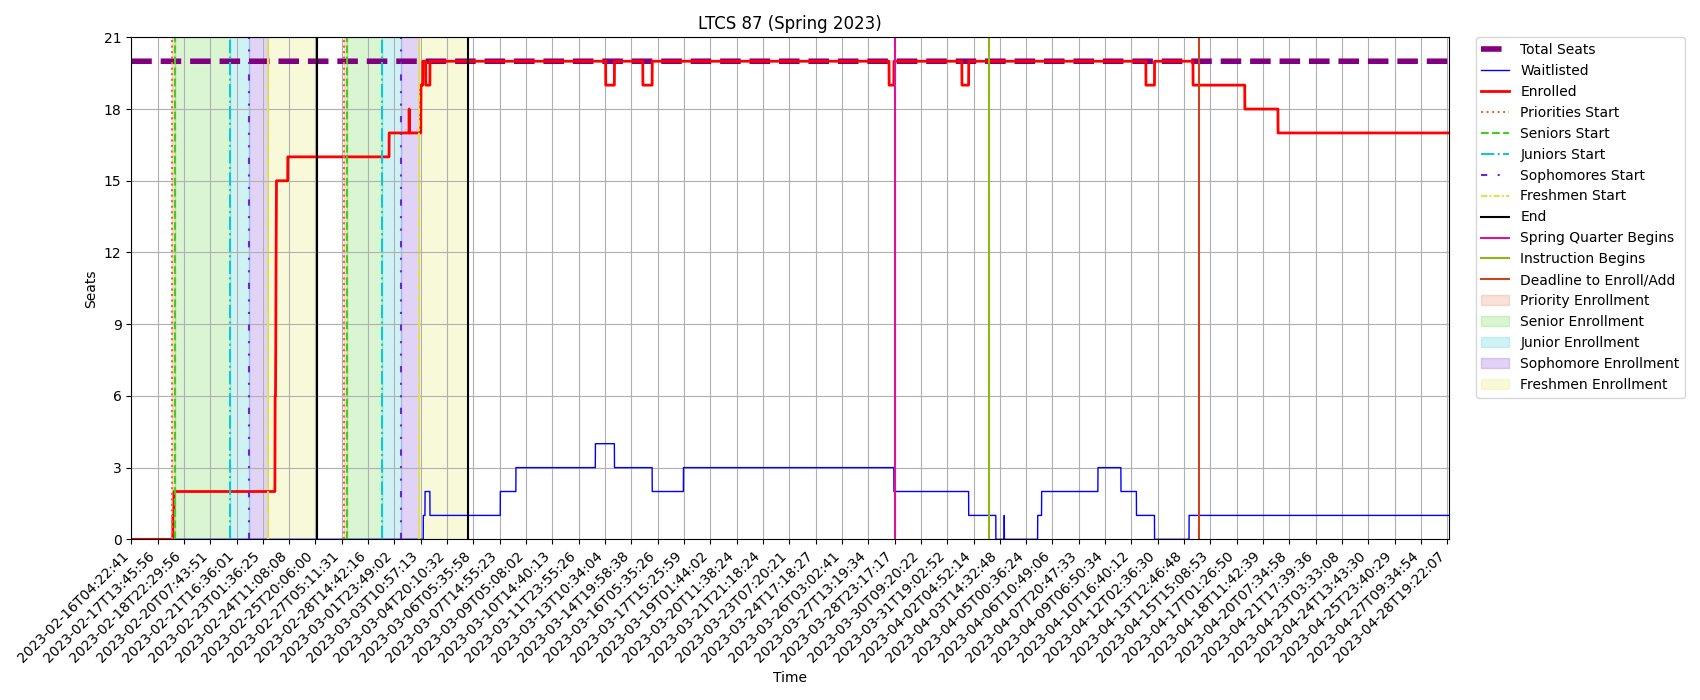 LTCS 87 (Spring 2023)
Seats
21
18
15
12
9
6
3
0
2023-02-16T04:22:41
2023-02-17T13:45:56
2023-02-18T22:29:56
2023-02-20T07:43:51
2023-02-21T16:36:01
2023-02-23T01:36:25
2023-02-24T11:08:08
2023-02-25T20:06:00
2023-02-27T05:11:31
2023-02-28T14:42:16
2023-03-01T23:49:02
2023-03-03T10:57:13
2023-03-04T20:10:32
2023-03-06T05:35:58
2023-03-07T14:55:23
2023-03-09T05:08:02
2023-03-10T14:40:13
2023-03-11T23:55:26
2023-03-13T10:34:04
2023-03-14T19:58:38
2023-03-16T05:35:26
2023-03-17T15:25:59
2023-03-19T01:44:02
2023-03-20T11:38:24
2023-03-21T21:18:24
2023-03-23T07:20:21
2023-03-24T17:18:27
2023-03-26T03:02:41
2023-03-27T13:19:34
2023-03-28T23:17:17
2023-03-30T09:20:22
2023-03-31T19:02:52
2023-04-02T04:52:14
2023-04-03T14:32:48
2023-04-05T00:36:24
2023-04-06T10:49:06
2023-04-07T20:47:33
2023-04-09T06:50:34
2023-04-10T16:40:12
2023-04-12T02:36:30
2023-04-13T12:46:48
2023-04-15T15:08:53
2023-04-17T01:26:50
2023-04-18T11:42:39
2023-04-20T07:34:58
2023-04-21T17:39:36
2023-04-23T03:33:08
2023-04-24T13:43:30
2023-04-25T23:40:29
2023-04-27T09:34:54
2023-04-28T19:22:07
Time
Total Seats
Waitlisted
Enrolled
Priorities Start
Seniors Start
Juniors Start
Sophomores Start
Freshmen Start
End
Spring Quarter Begins
Instruction Begins
Deadline to Enroll/Add
Priority Enrollment
Senior Enrollment
Junior Enrollment
Sophomore Enrollment
Freshmen Enrollment